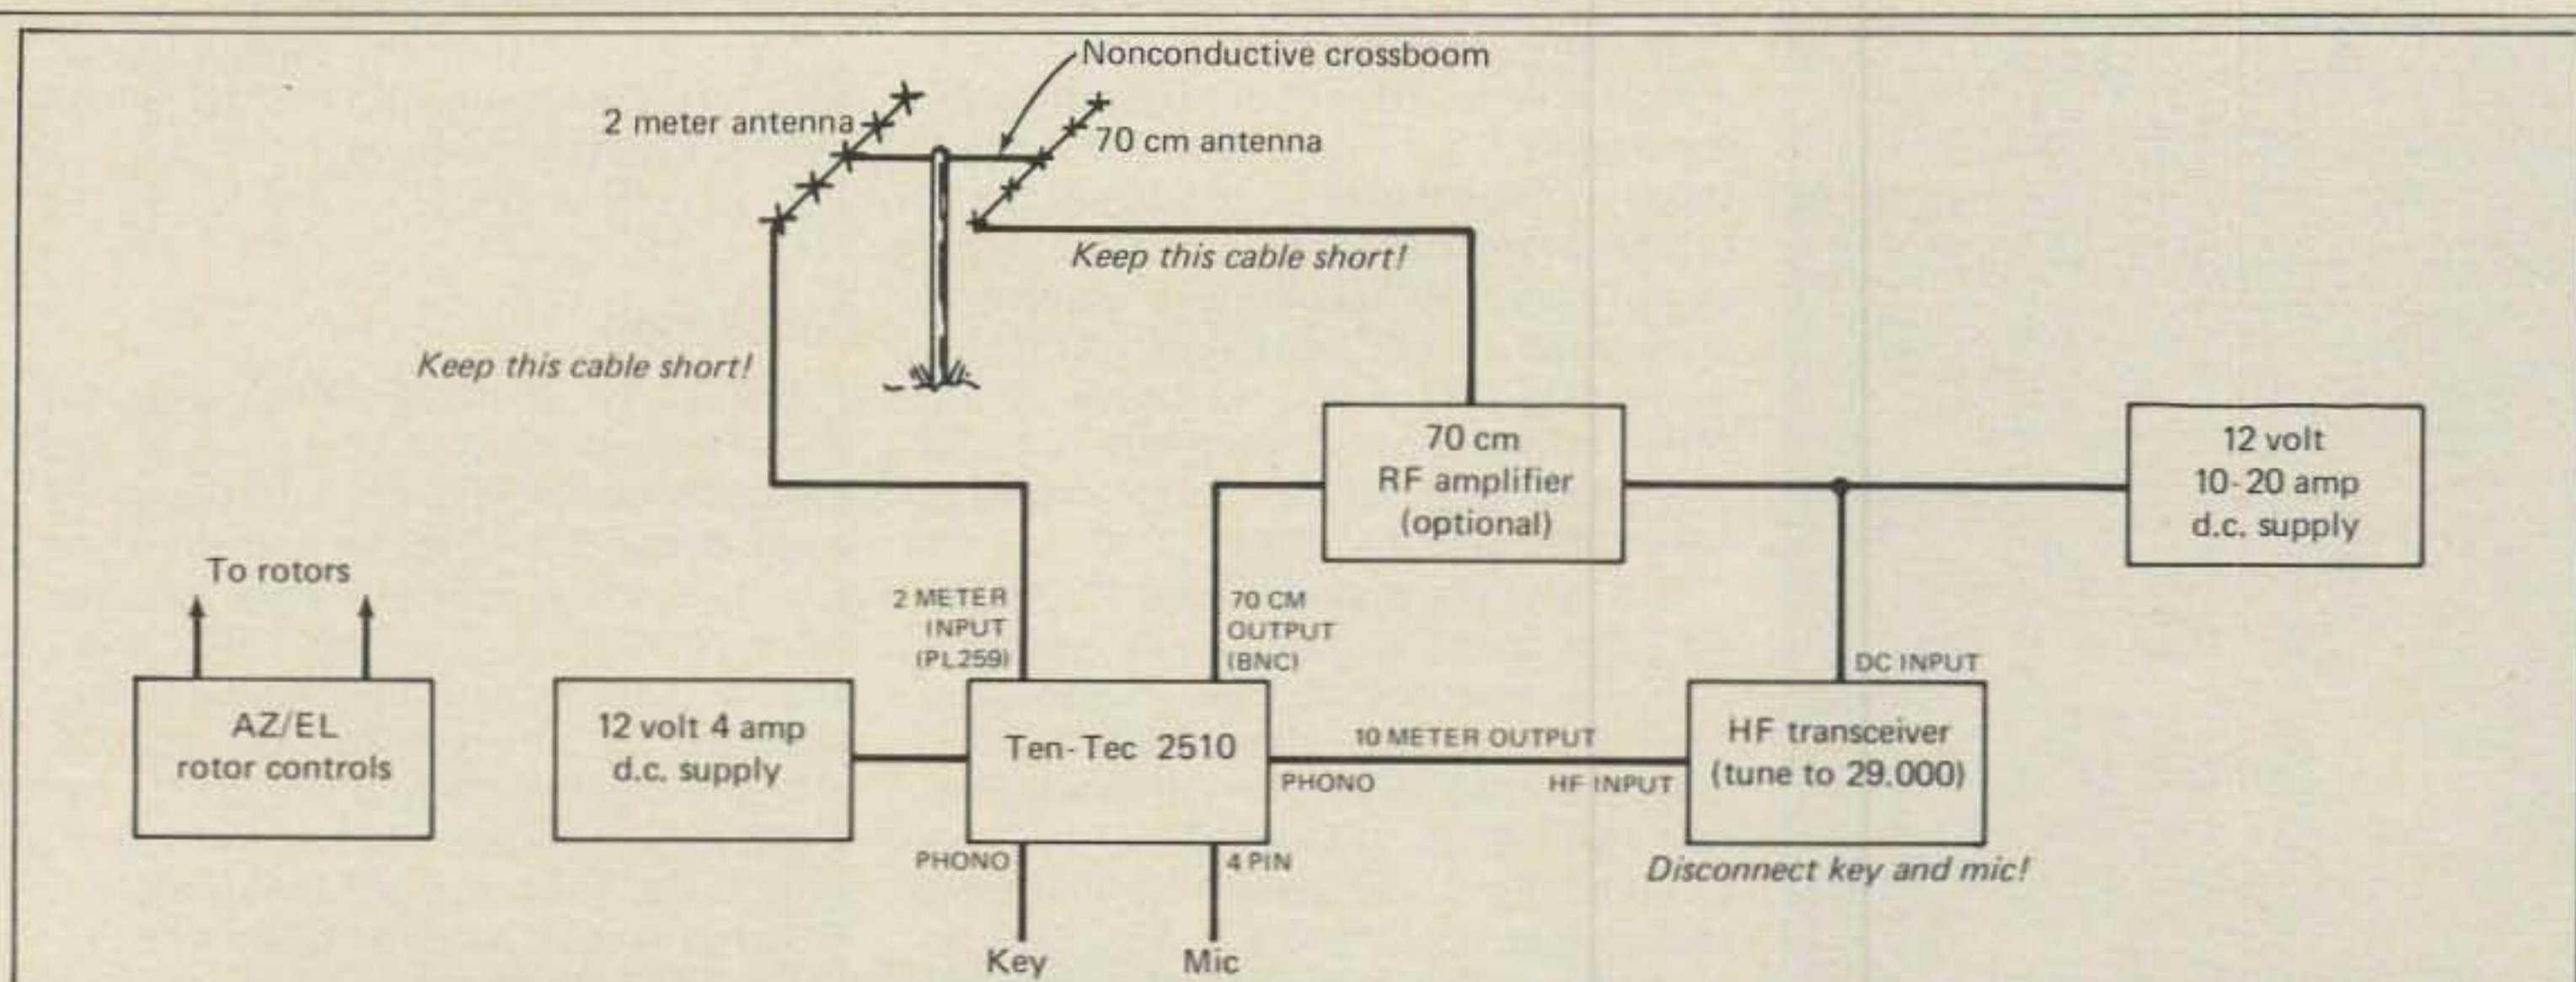 Nonconductive crossboom
2 meter antenna
70 cm antenna
Keep this cable short!
Keep this cable short!
70 cm
RF amplifier
(optional)
12 volt
10-20 amp
d.c. supply
To rotors
2 METER
INPUT
(PL259)
70 CM
OUTPUT
(BNC)
DC INPUT
AZ/EL
rotor controls
12 volt 4 amp
d.c. supply
Ten-Tec 2510
10 METER OUTPUT
PHONO
HF INPUT
HF transceiver
(tune to 29.000)
PHONO
4 PIN
Disconnect key and mic!
Key
Mic